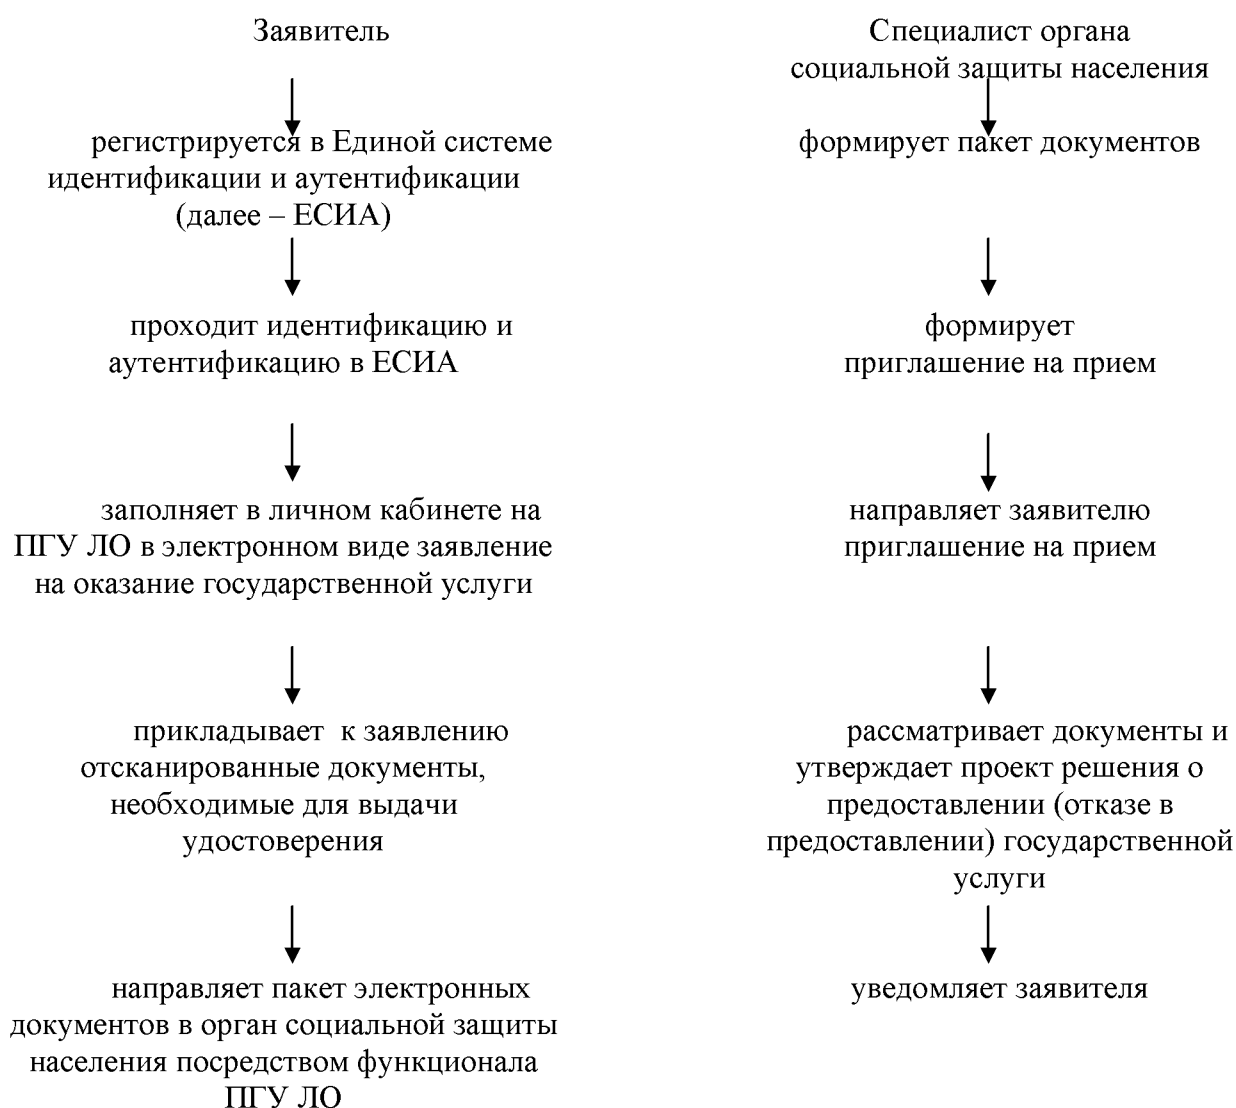 Заявитель
регистрируется в Единой системе
идентификации и аутентификации
(далее – ЕСИА)
проходит идентификацию и
аутентификацию в ЕСИА
заполняет в личном кабинете на
ПГУ ЛО в электронном виде заявление
на оказание государственной услуги
прикладывает к заявлению
отсканированные документы,
необходимые для выдачи
удостоверения
направляет пакет электронных
документов в орган социальной защиты
населения посредством функционала
ПГУ ЛО
Специалист органа
социальной защиты населения
формирует пакет документов
формирует
приглашение на прием
направляет заявителю
приглашение на прием
рассматривает документы и
утверждает проект решения о
предоставлении (отказе в
предоставлении) государственной
услуги
уведомляет заявителя